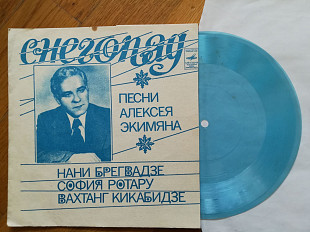 СНЕГОПАД
ПЕСНИ
АЛЕКСЕЯ
ЭКИМЯНА
НАНИ БРЕГВАДЗЕ
СОФИЯ РОТАРУ
ВАХТАНГ КИКАБИДЗЕ